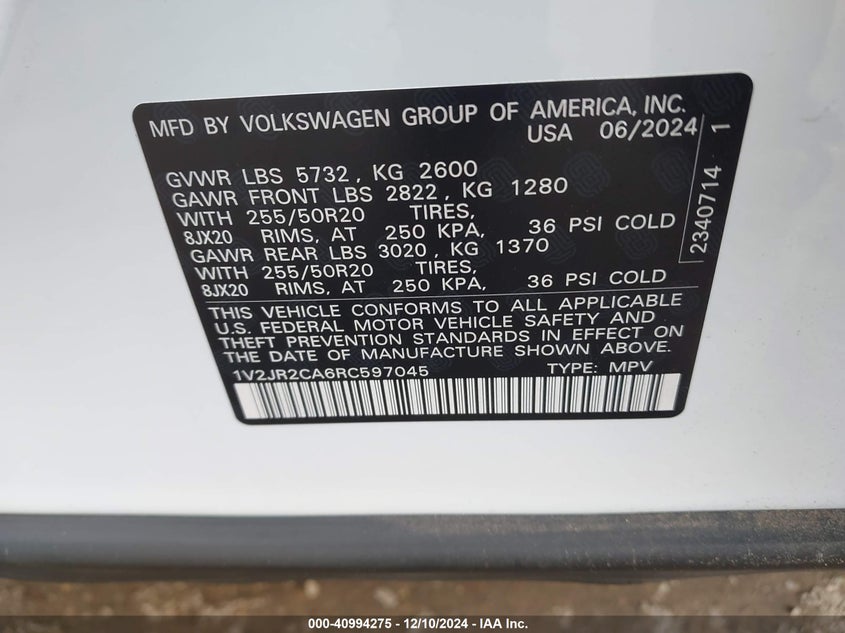 MFD BY VOLKSWAGEN GROUP OF AMERICA, INC.
USA 06/2024
GVWR LBS 5732, KG 2600
GAWR FRONT LBS 2822, KG 1280
WITH 255/50R20 TIRES,
8JX20 RIMS, AT 250 KPA, 36 PSI COLD
GAWR REAR LBS 3020, KG 1370
WITH 255/50R20 TIRES,
8JX20 RIMS, AT 250 KPA, 36 PSI COLD
THIS VEHICLE CONFORMS TO ALL APPLICABLE
U.S. FEDERAL MOTOR VEHICLE SAFETY AND
THEFT PREVENTION STANDARDS IN EFFECT ON
THE DATE OF MANUFACTURE SHOWN ABOVE.
1V2JR2CA6RC597045 TYPE: MPV
2340714 1
000-40994275 - 12/10/2024 - IAA Inc.